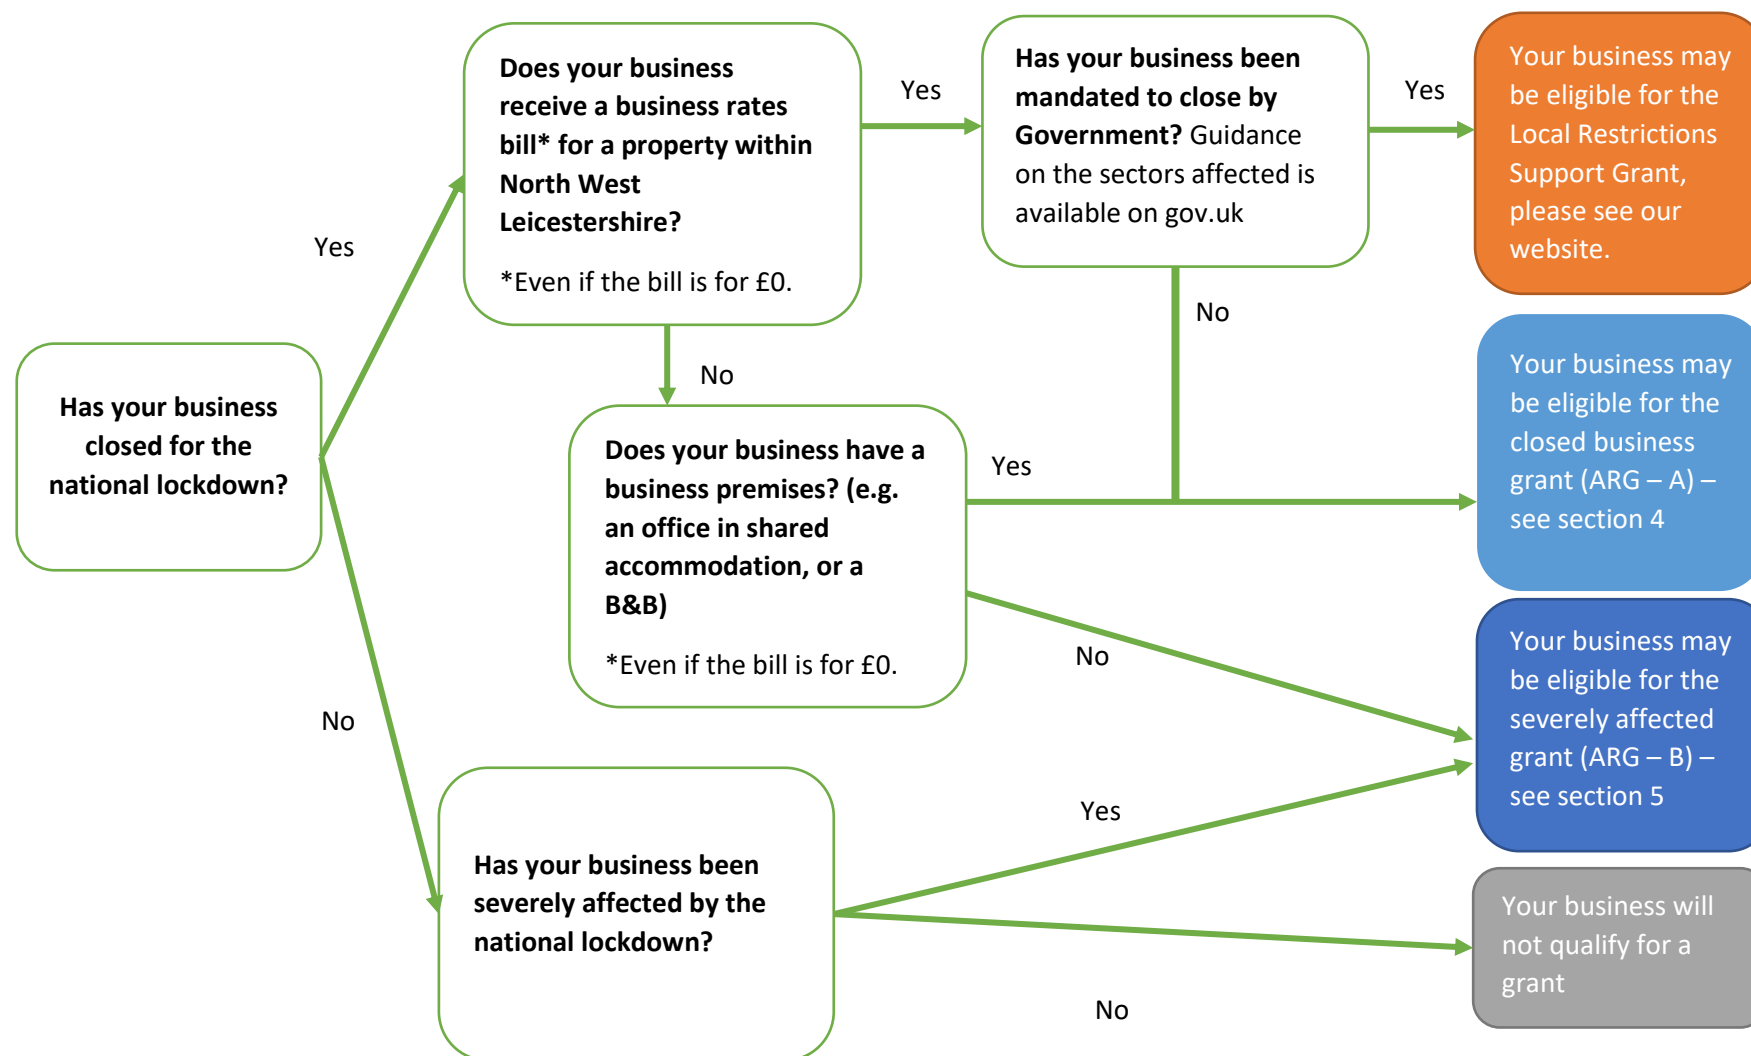 Does your business
receive a business rates
bill* for a property within
North West
Leicestershire?
*Even if the bill is for £0.
Yes
Has your business been
mandated to close by
Government? Guidance
on the sectors affected is
available on gov.uk
Yes
Your business may
be eligible for the
Local Restrictions
Support Grant,
please see our
website.
Yes
No
No
Has your business
closed for the
national lockdown?
Does your business have a
business premises? (e.g.
an office in shared
accommodation, or a
B&B)
*Even if the bill is for £0.
Yes
Your business may
be eligible for the
closed business
grant (ARG – A) –
see section 4
No
Your business may
be eligible for the
severely affected
grant (ARG – B) –
see section 5
No
Has your business been
severely affected by the
national lockdown?
Yes
Your business will
not qualify for a
grant
No